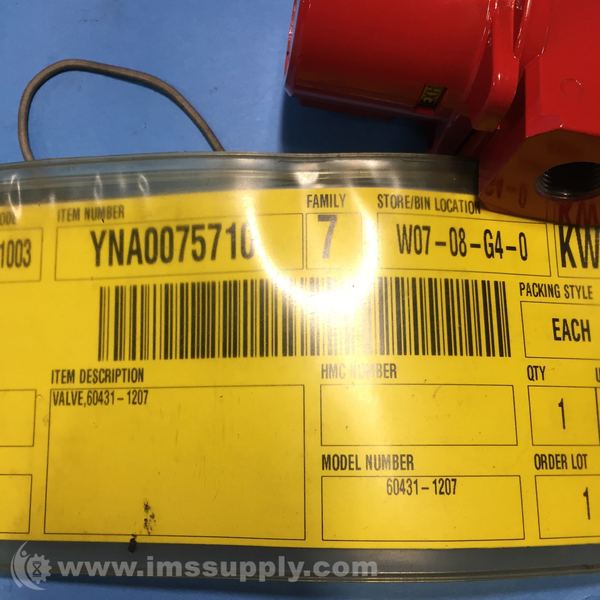 ITEM NUMBER
FAMILY
STORE/BIN LOCATION
1003
YNA0075710
7
W07-08-G4-0
KW
PACKING STYLE
EACH
ITEM DESCRIPTION
VALVE,60431-1207
HMC NUMBER
QTY
1
MODEL NUMBER
60431-1207
ORDER LOT
1
www.imssupply.com